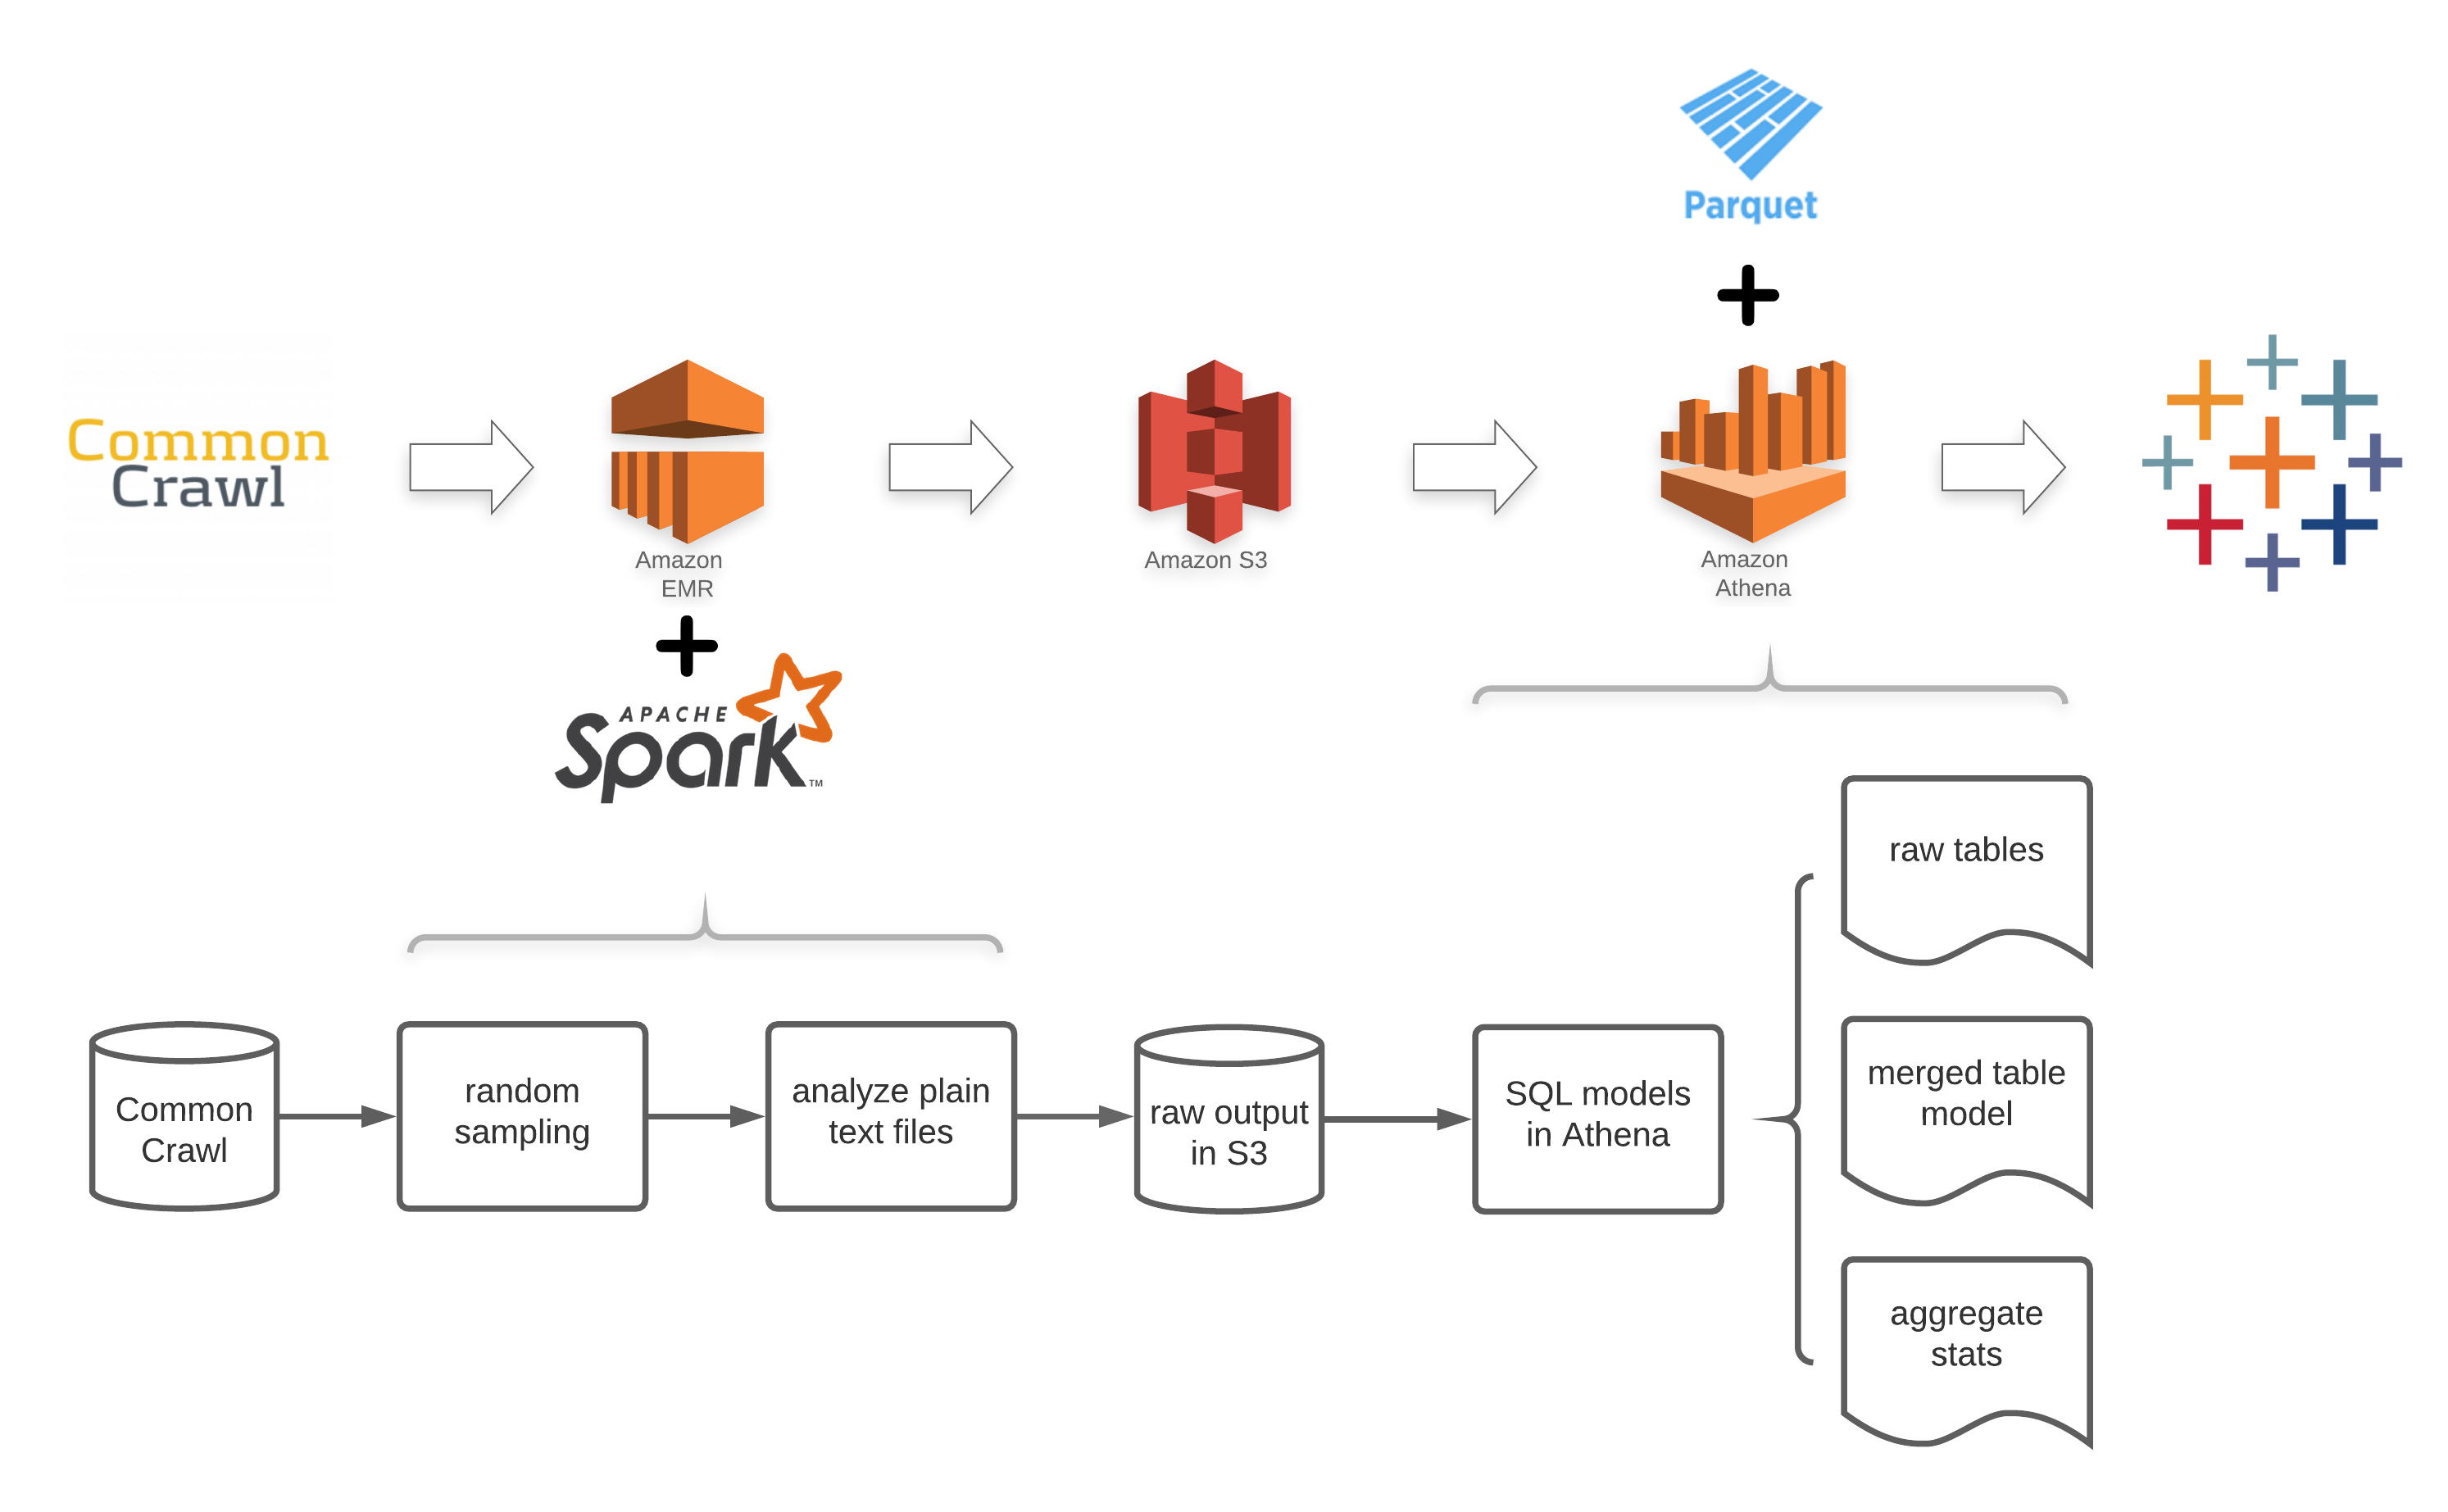 Parquet
Common
Crawl
Amazon
EMR
Amazon S3
Amazon
Athena
APACHE
Spark™
raw tables
Common
Crawl
random
sampling
analyze plain
text files
raw output
in S3
SQL models
in Athena
merged table
model
aggregate
stats